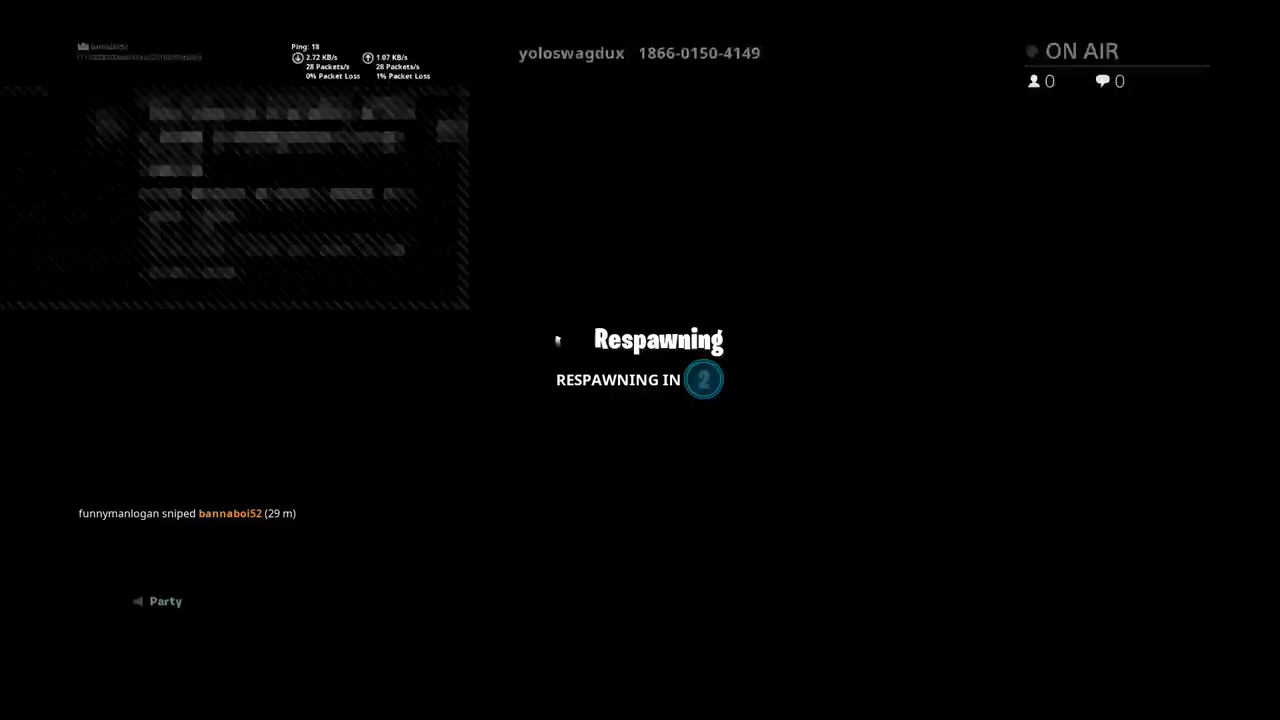 bannaboi52
Ping: 18
2.72 KB/s 1.07 KB/s
28 Packets/s 28 Packets/s
0% Packet Loss 1% Packet Loss
yoloswagdux 1866-0150-4149
ON AIR
0 0
Respawning
RESPAWNING IN 2
funnymanlogan sniped bannaboi52 (29 m)
Party